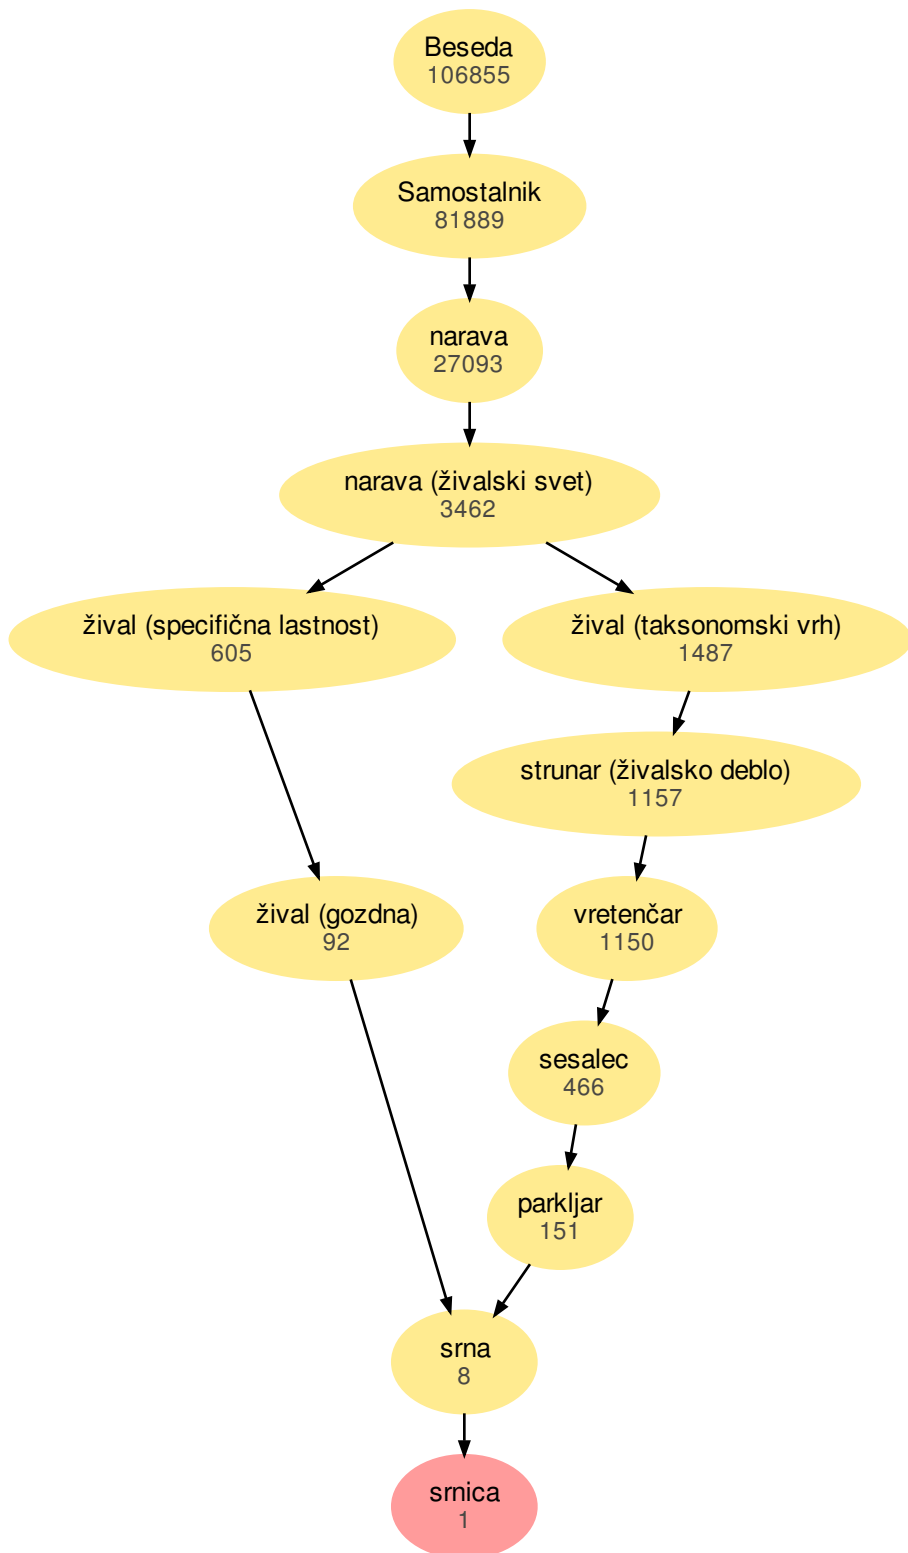 Beseda
106855
Samostalnik
81889
narava
27093
narava (živalski svet)
3462
žival (specifična lastnost)
605
žival (taksonomski vrh)
1487
strunar (živalsko deblo)
1157
žival (gozdna)
92
vretenčar
1150
sesalec
466
parkljar
151
srna
8
srnica
1